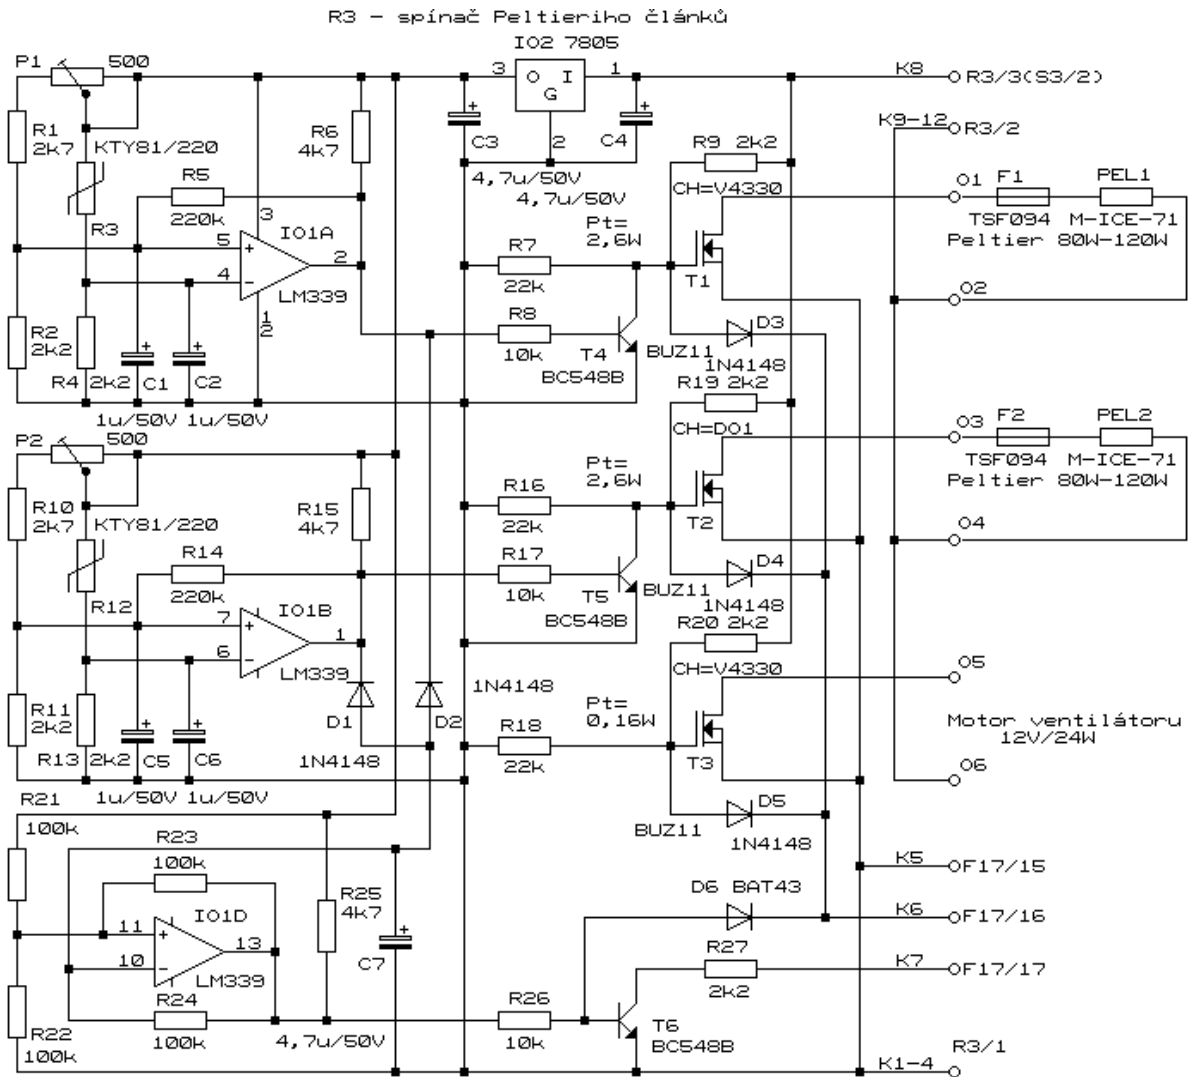 R3 - spínač Peltieriho článků
IO2 7805
P1 500
3 O I 1
G
K8 R3/3(S3/2)
R1
2k7
KTY81/220
R6
4k7
+
C3
2
+
C4
R9 2k2
K9-12 R3/2
4,7u/50V
4,7u/50V
CH=V4330
R5
220k
R3
3
O1 F1 PEL1
TSF094 M-ICE-71
Peltier 80W-120W
Pt=
2,6W
5 + IO1A
2
4 -
LM339
R7
22k
T1
O2
1
2
R2
2k2
R4 2k2
+
C1
+
C2
R8
10k
T4
BC548B
BUZ11
D3
1N4148
1u/50V 1u/50V
R19 2k2
CH=DO1
P2 500
O3 F2 PEL2
TSF094 M-ICE-71
Peltier 80W-120W
Pt=
2,6W
R10
2k7
KTY81/220
R15
4k7
R16
22k
T2
O4
R14
220k
R12
R17
10k
T5
BC548B
BUZ11
D4
1N4148
7 + IO1B
1
6 -
LM339
R20 2k2
CH=V4330
O5
R11
2k2
R13 2k2
+
C5
+
C6
D1
1N4148
1N4148
D2
Pt=
0,16W
R18
22k
T3
Motor ventilátoru
12V/24W
O6
1u/50V 1u/50V
R21
100k
BUZ11
D5
1N4148
R23
100k
K5 F17/15
R25
4k7
D6 BAT43
K6 F17/16
11 + IO1D
13
10 -
LM339
+
C7
R27
2k2
K7 F17/17
R24
100k
R22
100k
4,7u/50V
R26
10k
T6
BC548B
K1-4 R3/1